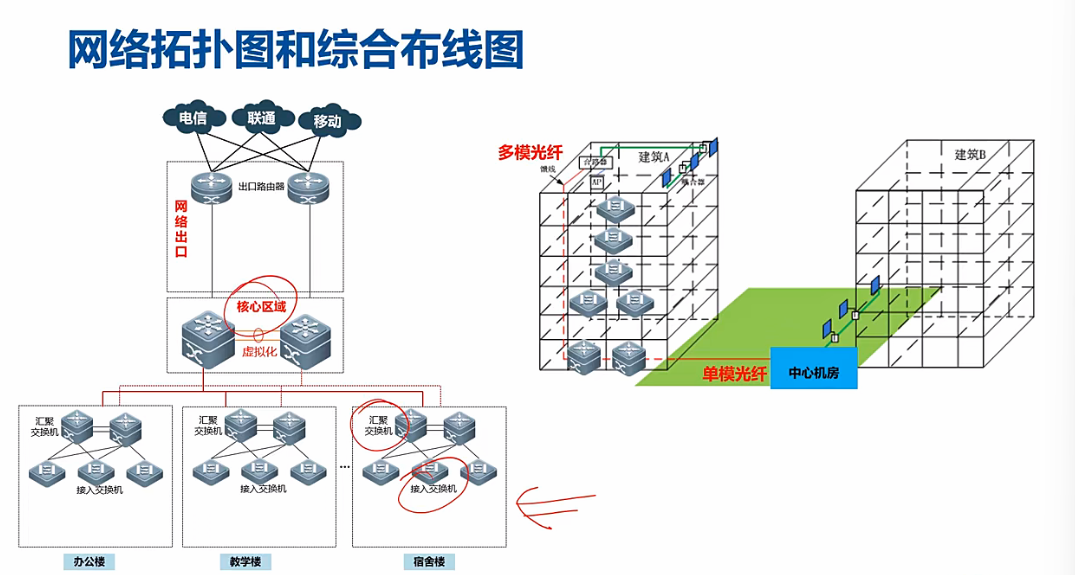 网络拓扑图和综合布线图
电信
联通
移动
出口路由器
网络出口
核心区域
虚拟化
汇聚
交换机
接入交换机
汇聚
交换机
接入交换机
...
汇聚
交换机
接入交换机
办公楼
教学楼
宿舍楼
多模光纤
馈线
合路器
建筑A
AP
耦合器
建筑B
单模光纤
中心机房